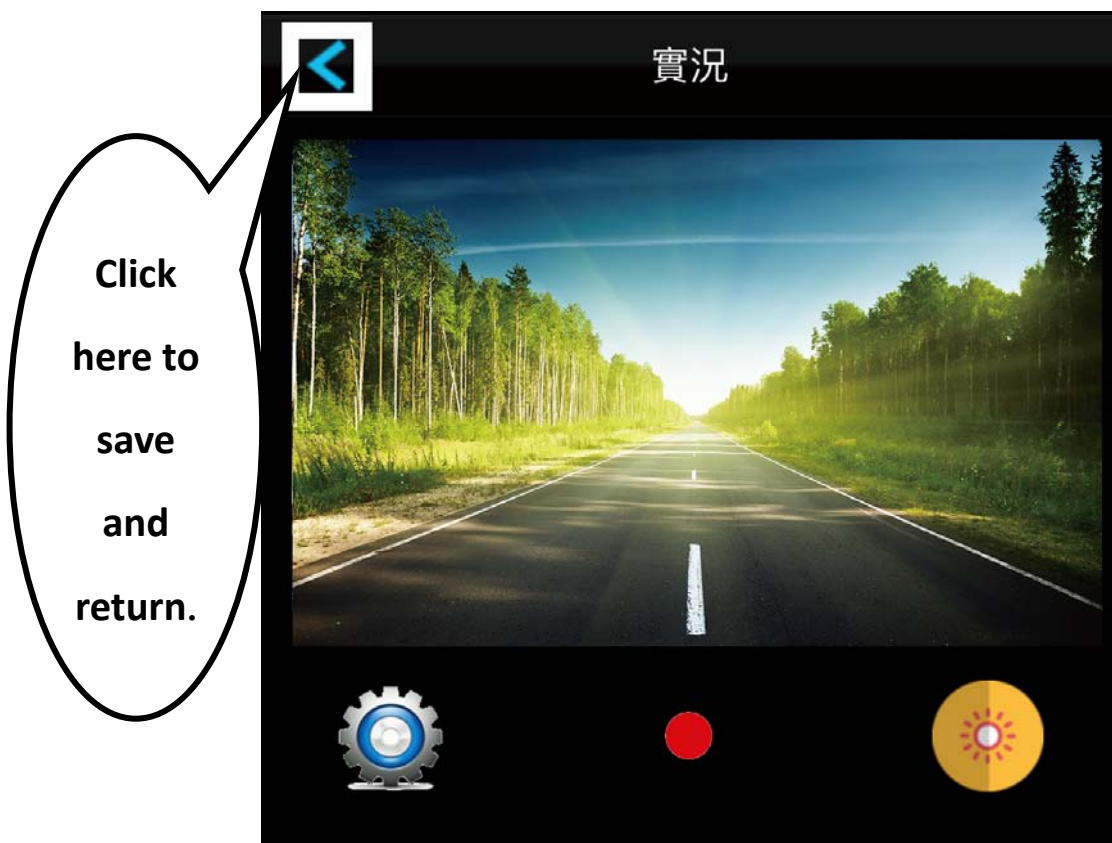 實況
Click
here to
save
and
return.